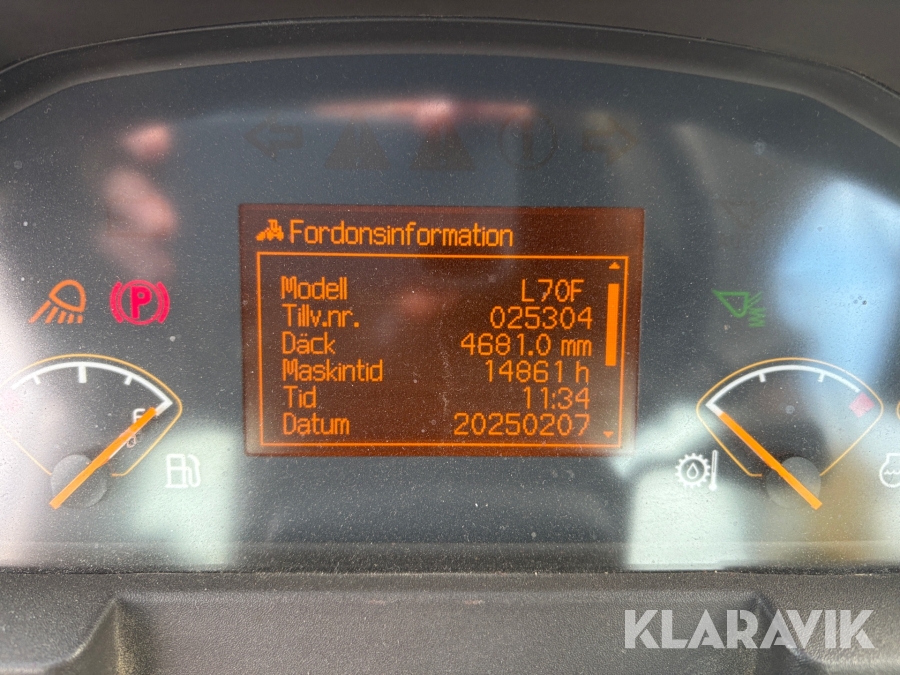 Fordonsinformation
Modell L70F
Tillv.nr. 025304
Däck 4681.0 mm
Maskintid 14861 h
Tid 11:34
Datum 20250207
P
KLARAVIK